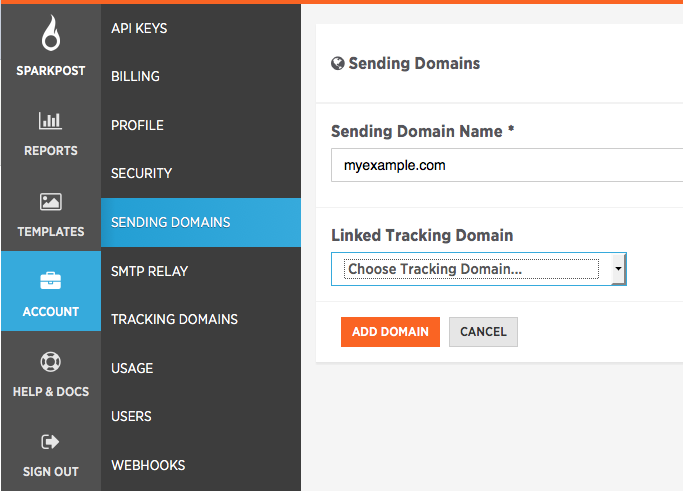 SPARKPOST
REPORTS
TEMPLATES
ACCOUNT
HELP & DOCS
SIGN OUT
API KEYS
BILLING
PROFILE
SECURITY
SENDING DOMAINS
SMTP RELAY
TRACKING DOMAINS
USAGE
USERS
WEBHOOKS
Sending Domains
Sending Domain Name *
myexample.com
Linked Tracking Domain
Choose Tracking Domain...
ADD DOMAIN CANCEL